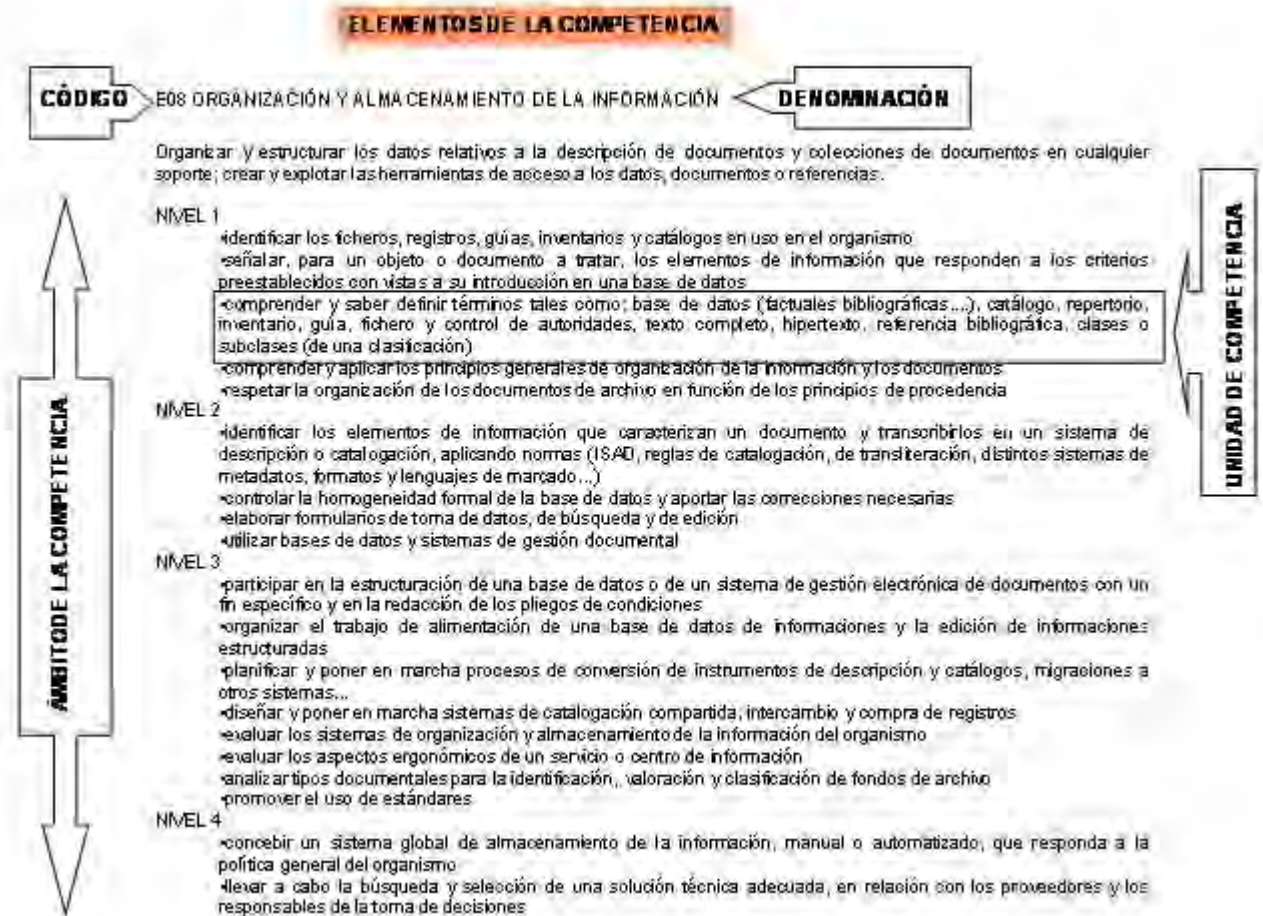 ELEMENTOS DE LA COMPETENCIA
CÓDIGO
E08 ORGANIZACIÓN Y ALMACENAMIENTO DE LA INFORMACIÓN
DENOMINACIÓN
Organizar y estructurar los datos relativos a la descripción de documentos y colecciones de documentos en cualquier
soporte; crear y explotar las herramientas de acceso a los datos, documentos o referencias.
NIVEL 1
•identificar los ficheros, registros, guías, inventarios y catálogos en uso en el organismo
•señalar, para un objeto o documento a tratar, los elementos de información que responden a los criterios
preestablecidos con vistas a su introducción en una base de datos
•comprender y saber definir términos tales como: base de datos (factuales bibliográficas...), catálogo, repertorio,
inventario, guía, fichero y control de autoridades, texto completo, hipertexto, referencia bibliográfica, clases o
subclases (de una clasificación)
•comprender y aplicar los principios generales de organización de la información y los documentos
•respetar la organización de los documentos de archivo en función de los principios de procedencia
NIVEL 2
•identificar los elementos de información que caracterizan un documento y transcribirlos en un sistema de
descripción o catalogación, aplicando normas (ISAD, reglas de catalogación, de transliteración, distintos sistemas de
metadatos, formatos y lenguajes de marcado...)
•controlar la homogeneidad formal de la base de datos y aportar las correcciones necesarias
•elaborar formularios de toma de datos, de búsqueda y de edición
•utilizar bases de datos y sistemas de gestión documental
NIVEL 3
•participar en la estructuración de una base de datos o de un sistema de gestión electrónica de documentos con un
fin específico y en la redacción de los pliegos de condiciones
•organizar el trabajo de alimentación de una base de datos de informaciones y la edición de informaciones
estructuradas
•planificar y poner en marcha procesos de conversión de instrumentos de descripción y catálogos, migraciones a
otros sistemas...
•diseñar y poner en marcha sistemas de catalogación compartida, intercambio y compra de registros
•evaluar los sistemas de organización y almacenamiento de la información del organismo
•evaluar los aspectos ergonómicos de un servicio o centro de información
•analizar tipos documentales para la identificación, valoración y clasificación de fondos de archivo
•promover el uso de estándares
NIVEL 4
•concebir un sistema global de almacenamiento de la información, manual o automatizado, que responda a la
política general del organismo
•llevar a cabo la búsqueda y selección de una solución técnica adecuada, en relación con los proveedores y los
responsables de la toma de decisiones
ÁMBITO DE LA COMPETENCIA
UNIDAD DE COMPETENCIA